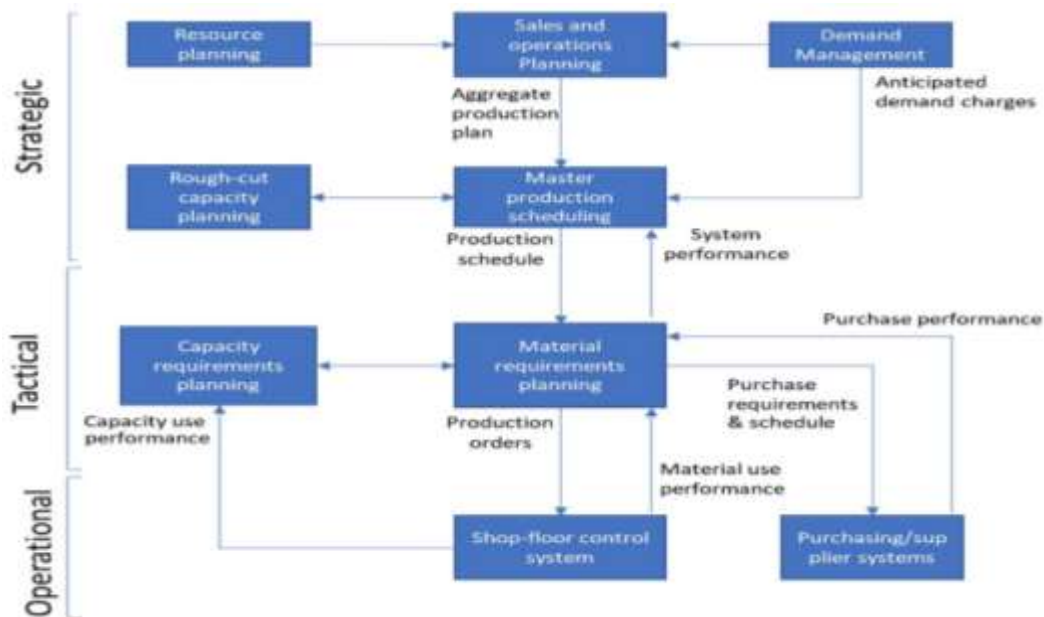 Strategic
Resource
planning
Sales and
operations
Planning
Demand
Management
Aggregate
production
plan
Anticipated
demand charges
Rough-cut
capacity
planning
Master
production
scheduling
Production
schedule
System
performance
Tactical
Purchase performance
Capacity
requirements
planning
Material
requirements
planning
Purchase
requirements
& schedule
Capacity use
performance
Production
orders
Material use
performance
Operational
Shop-floor control
system
Purchasing/sup
plier systems